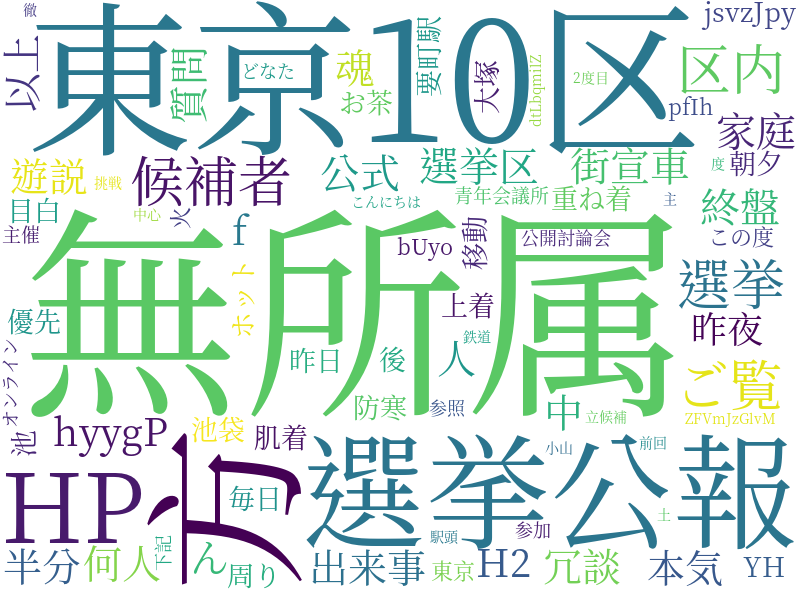 徹
jsvzJpy
東京10区
以上
質問
どなた
魂
お茶
要町駅
大塚
dtLbqmiiZ
2度目
区内
pfIh
家庭
遊説
挑戦
候補者
公式
選挙区
街宣車
度
朝夕
目白
中心
火
こんにちは
青年会議所
重ね着
主
終盤
主催
f
bUyo
移動
公開討論会
この度
無所属
ホット
上着
選挙
優先
昨日
後
人
鉄道
昨夜
オンライン
防寒
参照
中
立候補
ご覧
ZFVmJzGlvM
池
hyygP
池袋
肌着
小山
前回
HP
方
選挙公報
毎日
駅頭
参加
土
下記
半分
何人
ん
周り
出来事
東京
H2
冗談
本気
YH